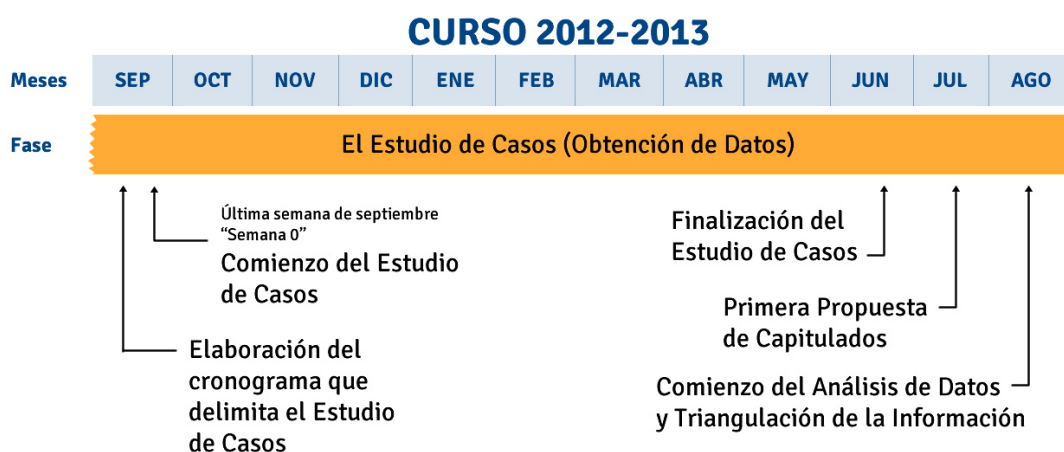 CURSO 2012-2013
Meses SEP OCT NOV DIC ENE FEB MAR ABR MAY JUN JUL AGO
Fase El Estudio de Casos (Obtención de Datos)
Última semana de septiembre
“Semana 0”
Comienzo del Estudio
de Casos
Elaboración del
cronograma que
delimita el Estudio
de Casos
Finalización del
Estudio de Casos
Primera Propuesta
de Capitulados
Comienzo del Análisis de Datos
y Triangulación de la Información